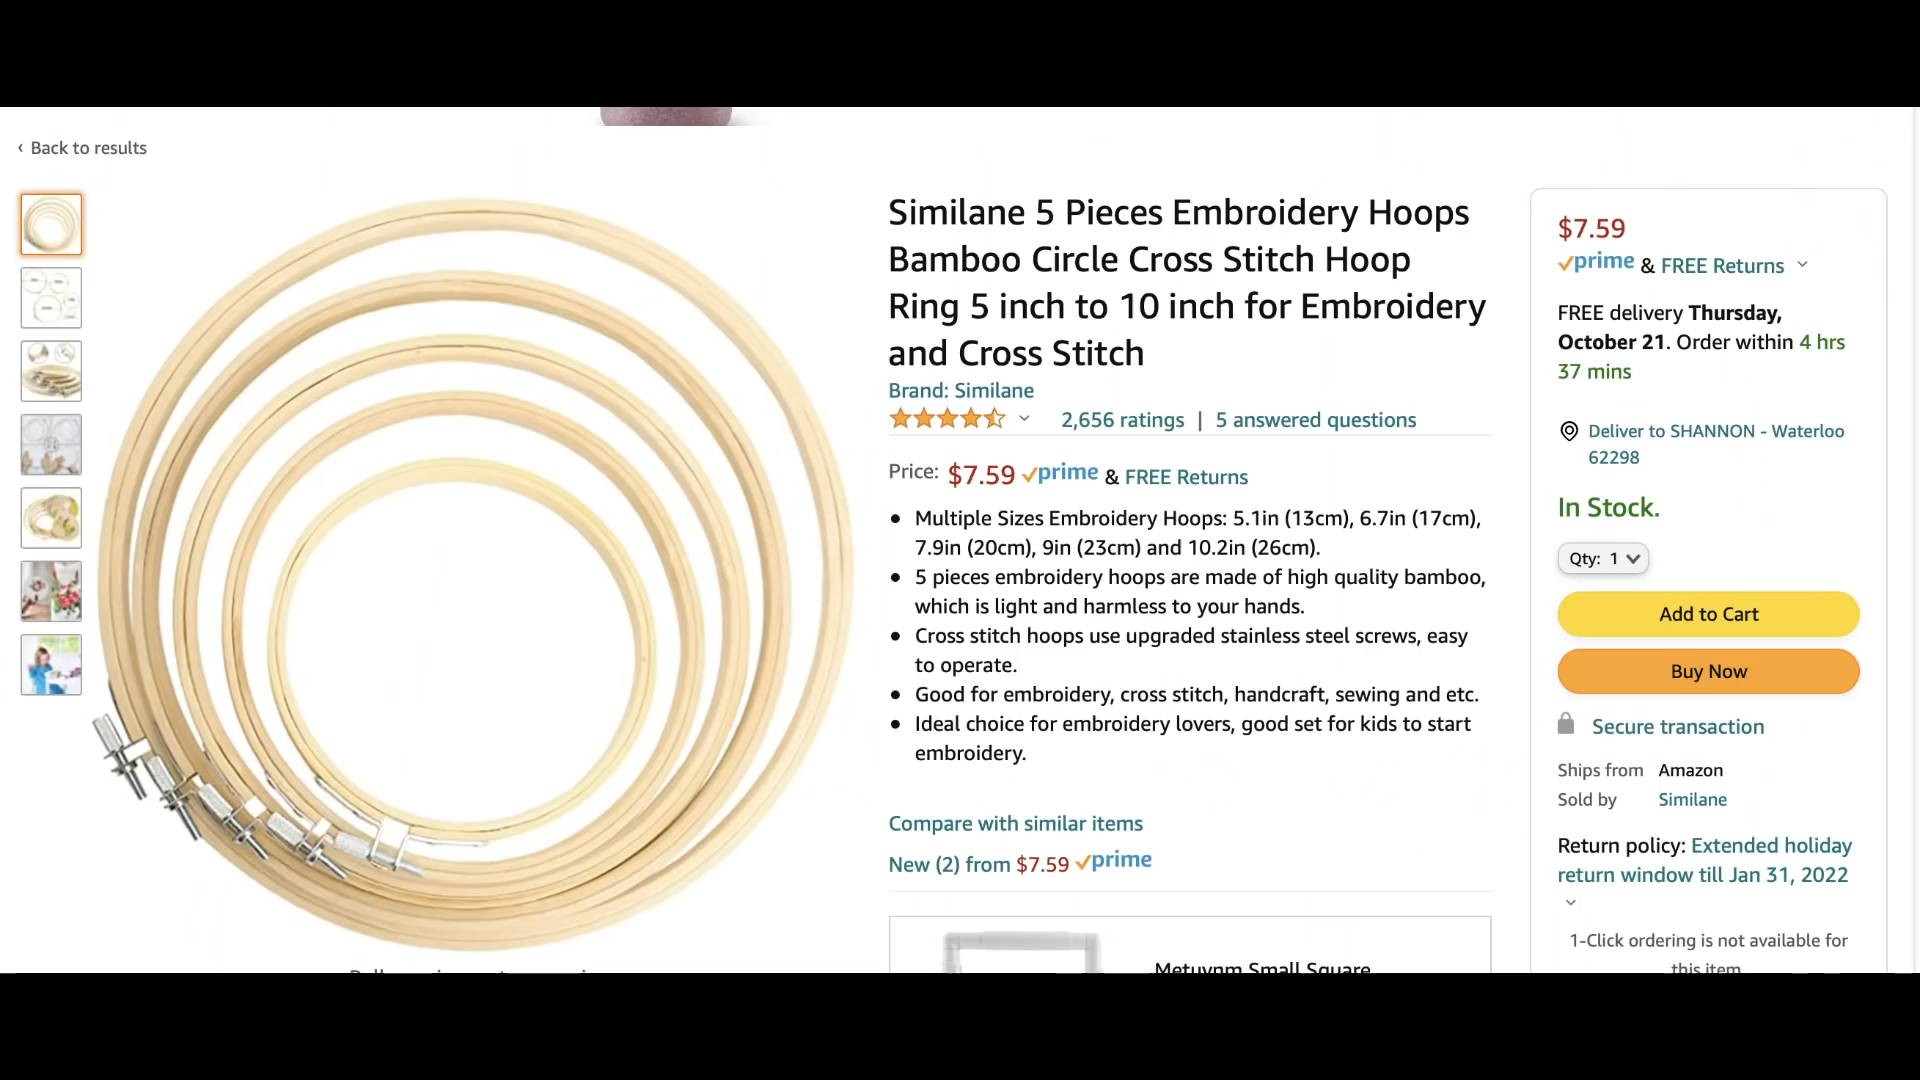 ‹ Back to results
Similane 5 Pieces Embroidery Hoops
Bamboo Circle Cross Stitch Hoop
Ring 5 inch to 10 inch for Embroidery
and Cross Stitch
Brand: Similane
2,656 ratings | 5 answered questions
Price: $7.59 prime & FREE Returns
• Multiple Sizes Embroidery Hoops: 5.1in (13cm), 6.7in (17cm),
7.9in (20cm), 9in (23cm) and 10.2in (26cm).
• 5 pieces embroidery hoops are made of high quality bamboo,
which is light and harmless to your hands.
• Cross stitch hoops use upgraded stainless steel screws, easy
to operate.
• Good for embroidery, cross stitch, handcraft, sewing and etc.
• Ideal choice for embroidery lovers, good set for kids to start
embroidery.
Compare with similar items
New (2) from $7.59 prime
Metuvnm Small Square
$7.59
prime & FREE Returns
FREE delivery Thursday,
October 21. Order within 4 hrs
37 mins
Deliver to SHANNON - Waterloo
62298
In Stock.
Qty: 1
Add to Cart
Buy Now
Secure transaction
Ships from Amazon
Sold by Similane
Return policy: Extended holiday
return window till Jan 31, 2022
1-Click ordering is not available for
this item